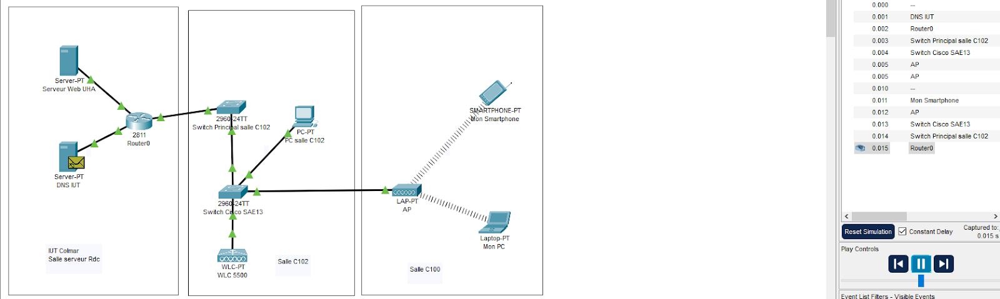 Server-PT
Serveur Web UHA
2811
Router0
Server-PT
DNS IUT
IUT Colmar
Salle serveur Rdc
2960-24TT
Switch Principal salle C102
PC-PT
PC salle C102
2960-24TT
Switch Cisco SAE13
WLC-PT
WLC 5500
Salle C102
SMARTPHONE-PT
Mon Smartphone
LAP-PT
AP
Laptop-PT
Mon PC
Salle C100
0.000 --
0.001 DNS IUT
0.002 Router0
0.003 Switch Principal salle C102
0.004 Switch Cisco SAE13
0.005 AP
0.005 AP
0.010 --
0.011 Mon Smartphone
0.012 AP
0.013 Switch Cisco SAE13
0.014 Switch Principal salle C102
0.015 Router0
Reset Simulation
Constant Delay
Captured to:
0.015 s
Play Controls
Event List Filters - Visible Events